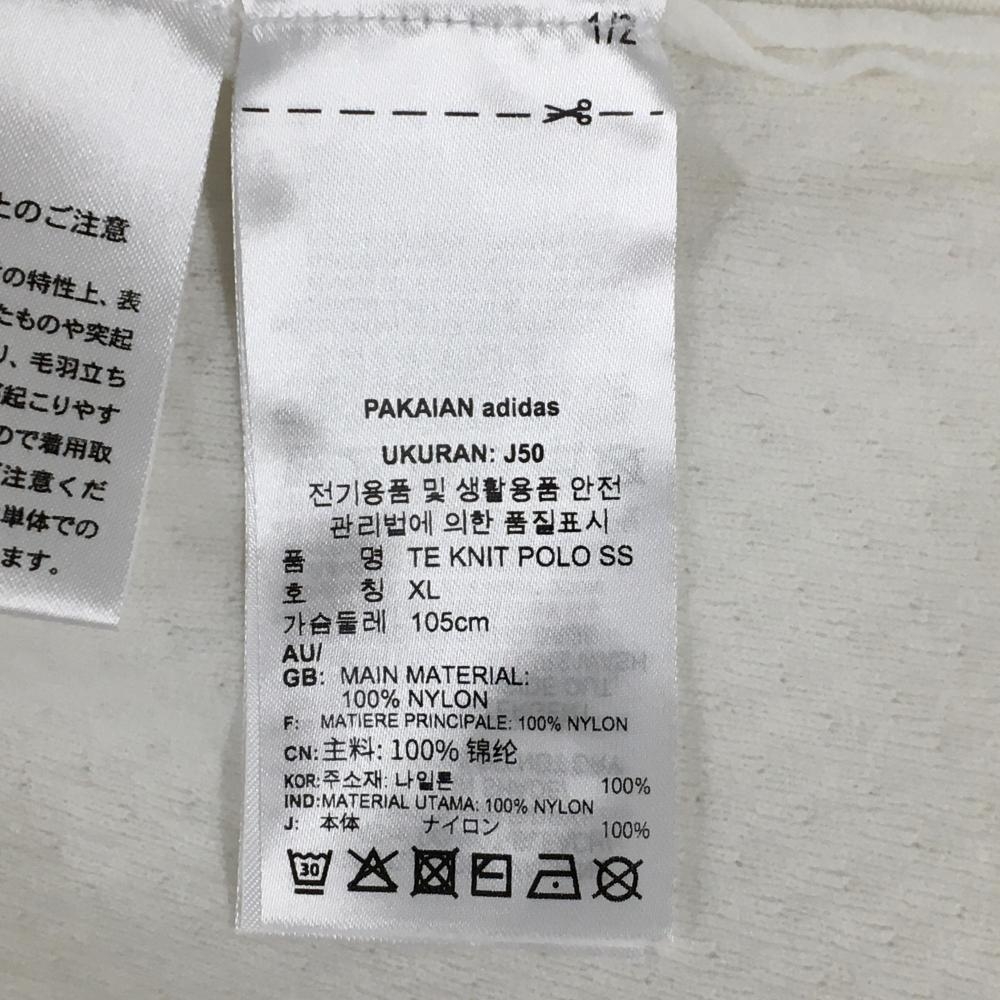 1/2
PAKAIAN adidas
UKURAN: J50
전기용품 및 생활용품 안전
관리법에 의한 품질표시
품 명 TE KNIT POLO SS
호 칭 XL
가슴둘레 105cm
AU/
GB: MAIN MATERIAL:
100% NYLON
F: MATIERE PRINCIPALE: 100% NYLON
CN: 主料: 100% 锦纶
KOR: 주소재: 나일론 100%
IND: MATERIAL UTAMA: 100% NYLON
J: 本体 ナイロン 100%
30
上のご注意
の特性上、表
たものや突起
り、毛羽立ち
起こりやす
ので着用取
ご注意くだ
単体での
ます。